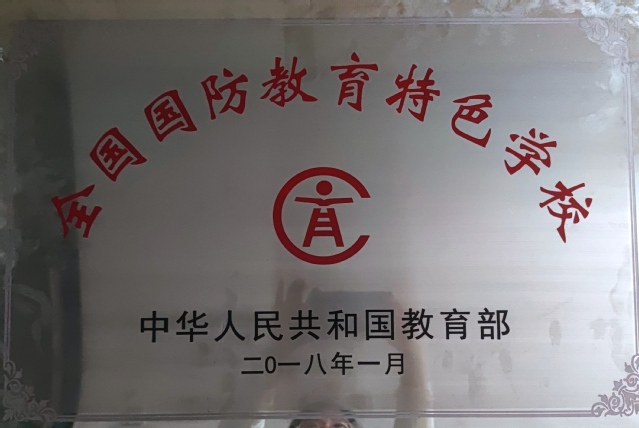 全国国防教育特色学校
中华人民共和国教育部
二0一八年一月